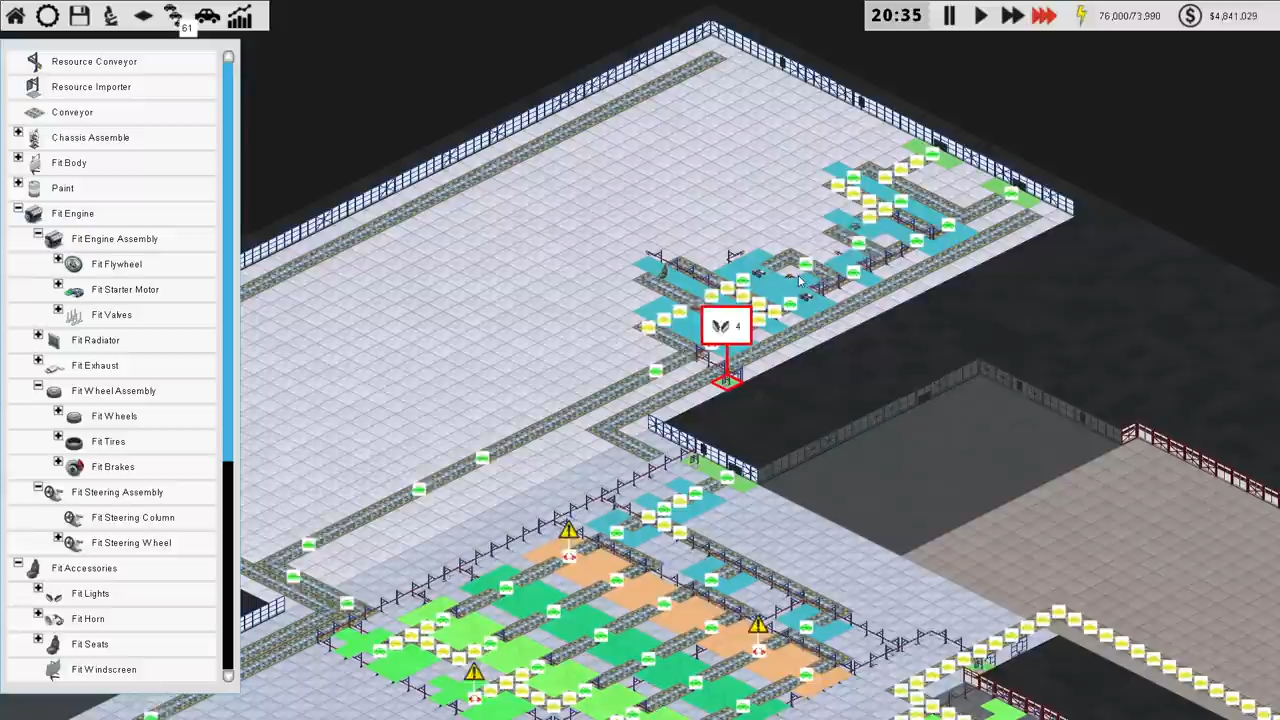 61
20:35
76,000/73,990
$4,841,029
Resource Conveyor
Resource Importer
Conveyor
Chassis Assemble
Fit Body
Paint
Fit Engine
Fit Engine Assembly
Fit Flywheel
Fit Starter Motor
Fit Valves
Fit Radiator
Fit Exhaust
Fit Wheel Assembly
Fit Wheels
Fit Tires
Fit Brakes
Fit Steering Assembly
Fit Steering Column
Fit Steering Wheel
Fit Accessories
Fit Lights
Fit Horn
Fit Seats
Fit Windscreen
4